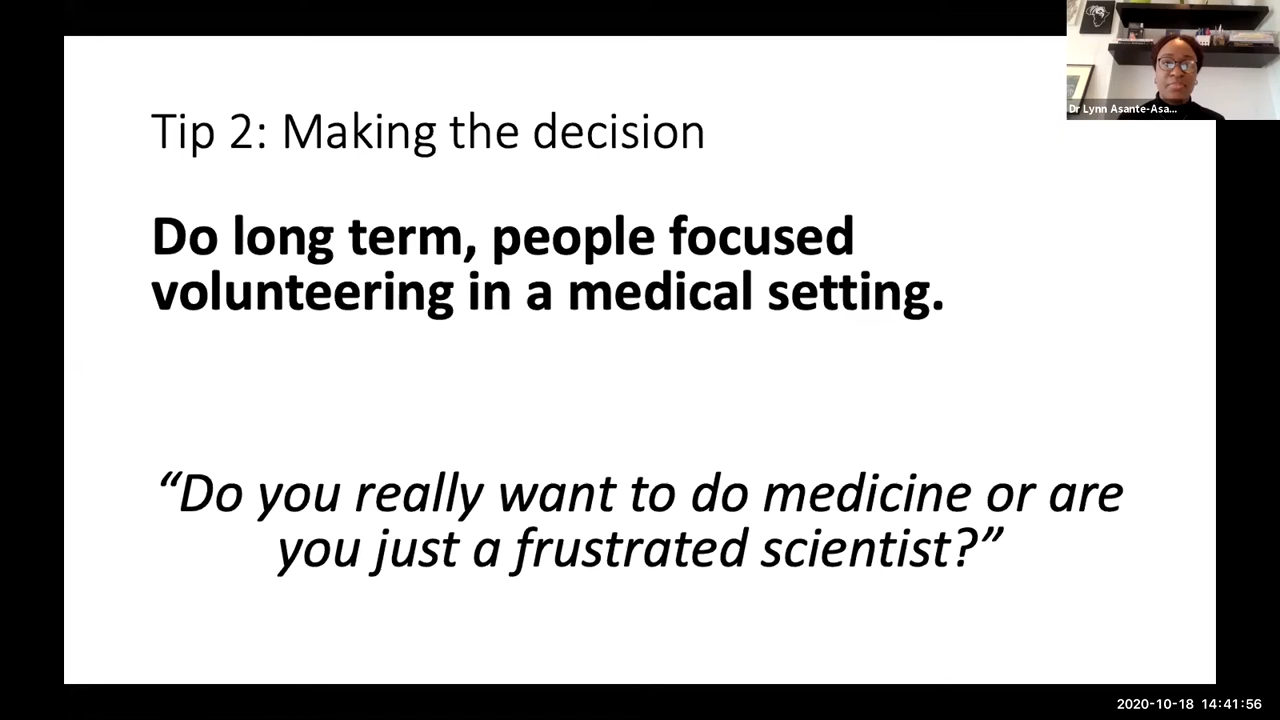 Dr Lynn Asante-Asa...
Tip 2: Making the decision
Do long term, people focused
volunteering in a medical setting.
“Do you really want to do medicine or are
you just a frustrated scientist?”
2020-10-18 14:41:56